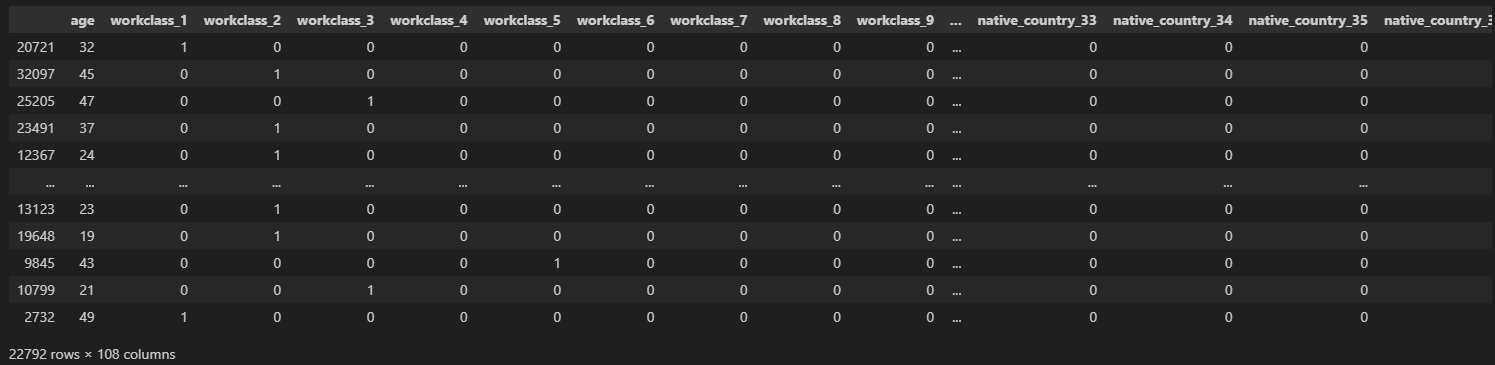 age workclass_1 workclass_2 workclass_3 workclass_4 workclass_5 workclass_6 workclass_7 workclass_8 workclass_9 ... native_country_33 native_country_34 native_country_35 native_country_3
20721 32 1 0 0 0 0 0 0 0 0 ... 0 0 0
32097 45 0 1 0 0 0 0 0 0 0 ... 0 0 0
25205 47 0 0 1 0 0 0 0 0 0 ... 0 0 0
23491 37 0 1 0 0 0 0 0 0 0 ... 0 0 0
12367 24 0 1 0 0 0 0 0 0 0 ... 0 0 0
... ... ... ... ... ... ... ... ... ... ... ... ... ... ...
13123 23 0 1 0 0 0 0 0 0 0 ... 0 0 0
19648 19 0 1 0 0 0 0 0 0 0 ... 0 0 0
9845 43 0 0 0 0 1 0 0 0 0 ... 0 0 0
10799 21 0 0 1 0 0 0 0 0 0 ... 0 0 0
2732 49 1 0 0 0 0 0 0 0 0 ... 0 0 0
22792 rows × 108 columns